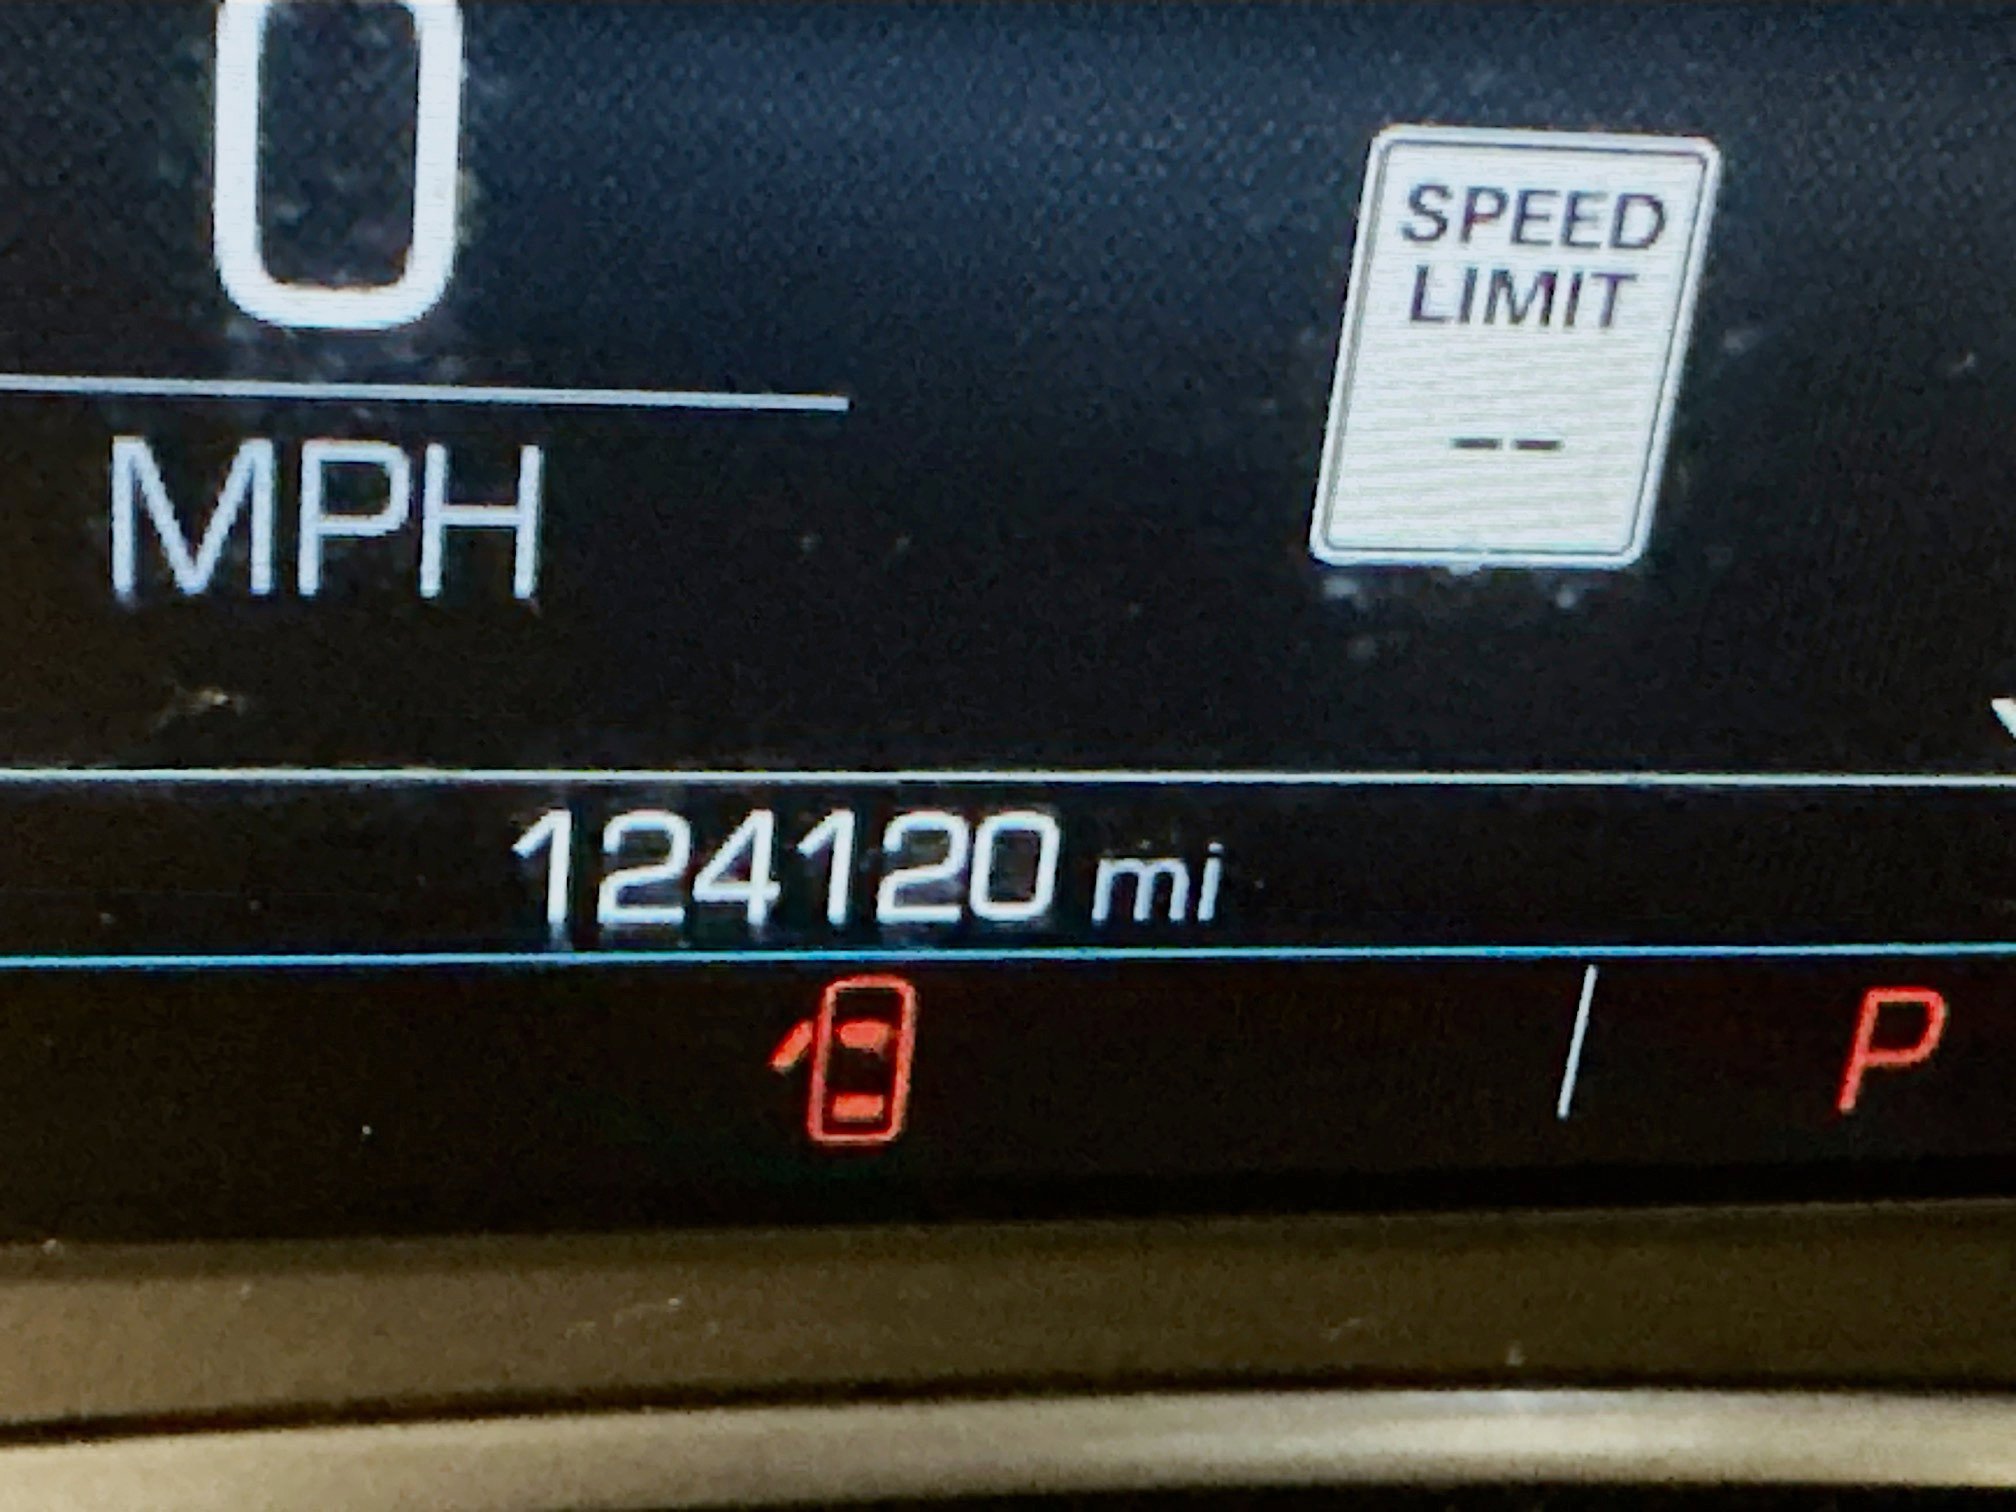 0
MPH
SPEED
LIMIT
--
124120 mi
P